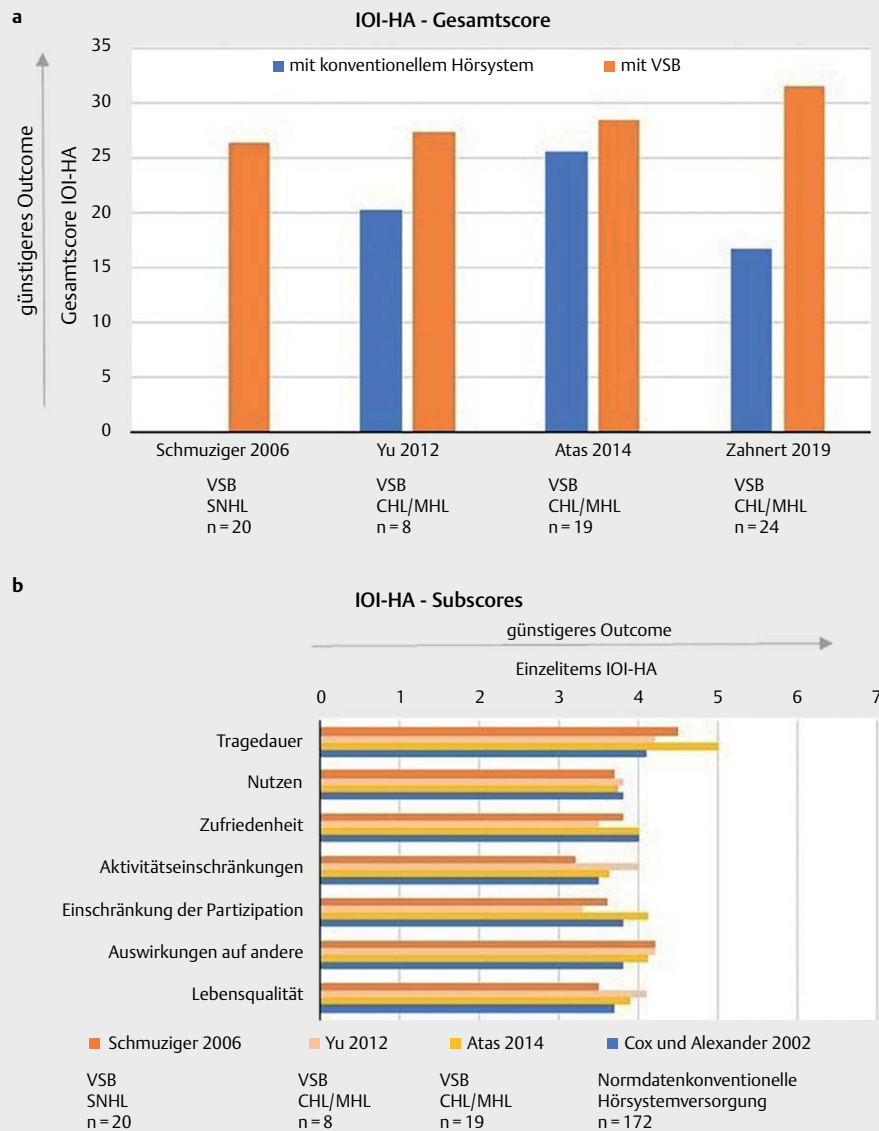 a
IOI-HA - Gesamtscore
günstigeres Outcome
Gesamtscore IOI-HA
35
30
25
20
15
10
5
0
mit konventionellem Hörsystem
mit VSB
Schmuziger 2006
VSB
SNHL
n = 20
Yu 2012
VSB
CHL/MHL
n = 8
Atas 2014
VSB
CHL/MHL
n = 19
Zahnert 2019
VSB
CHL/MHL
n = 24
b
IOI-HA - Subscores
günstigeres Outcome
Einzelitems IOI-HA
0 1 2 3 4 5 6 7
Tragedauer
Nutzen
Zufriedenheit
Aktivitätseinschränkungen
Einschränkung der Partizipation
Auswirkungen auf andere
Lebensqualität
Schmuziger 2006
VSB
SNHL
n = 20
Yu 2012
VSB
CHL/MHL
n = 8
Atas 2014
VSB
CHL/MHL
n = 19
Cox und Alexander 2002
Normdatenkonventionelle
Hörsystemversorgung
n = 172